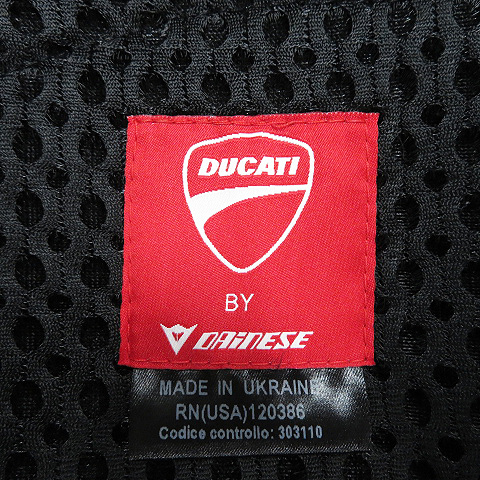 DUCATI
BY
DAiNESE
MADE IN UKRAINE
RN(USA)120386
Codice controllo: 303110